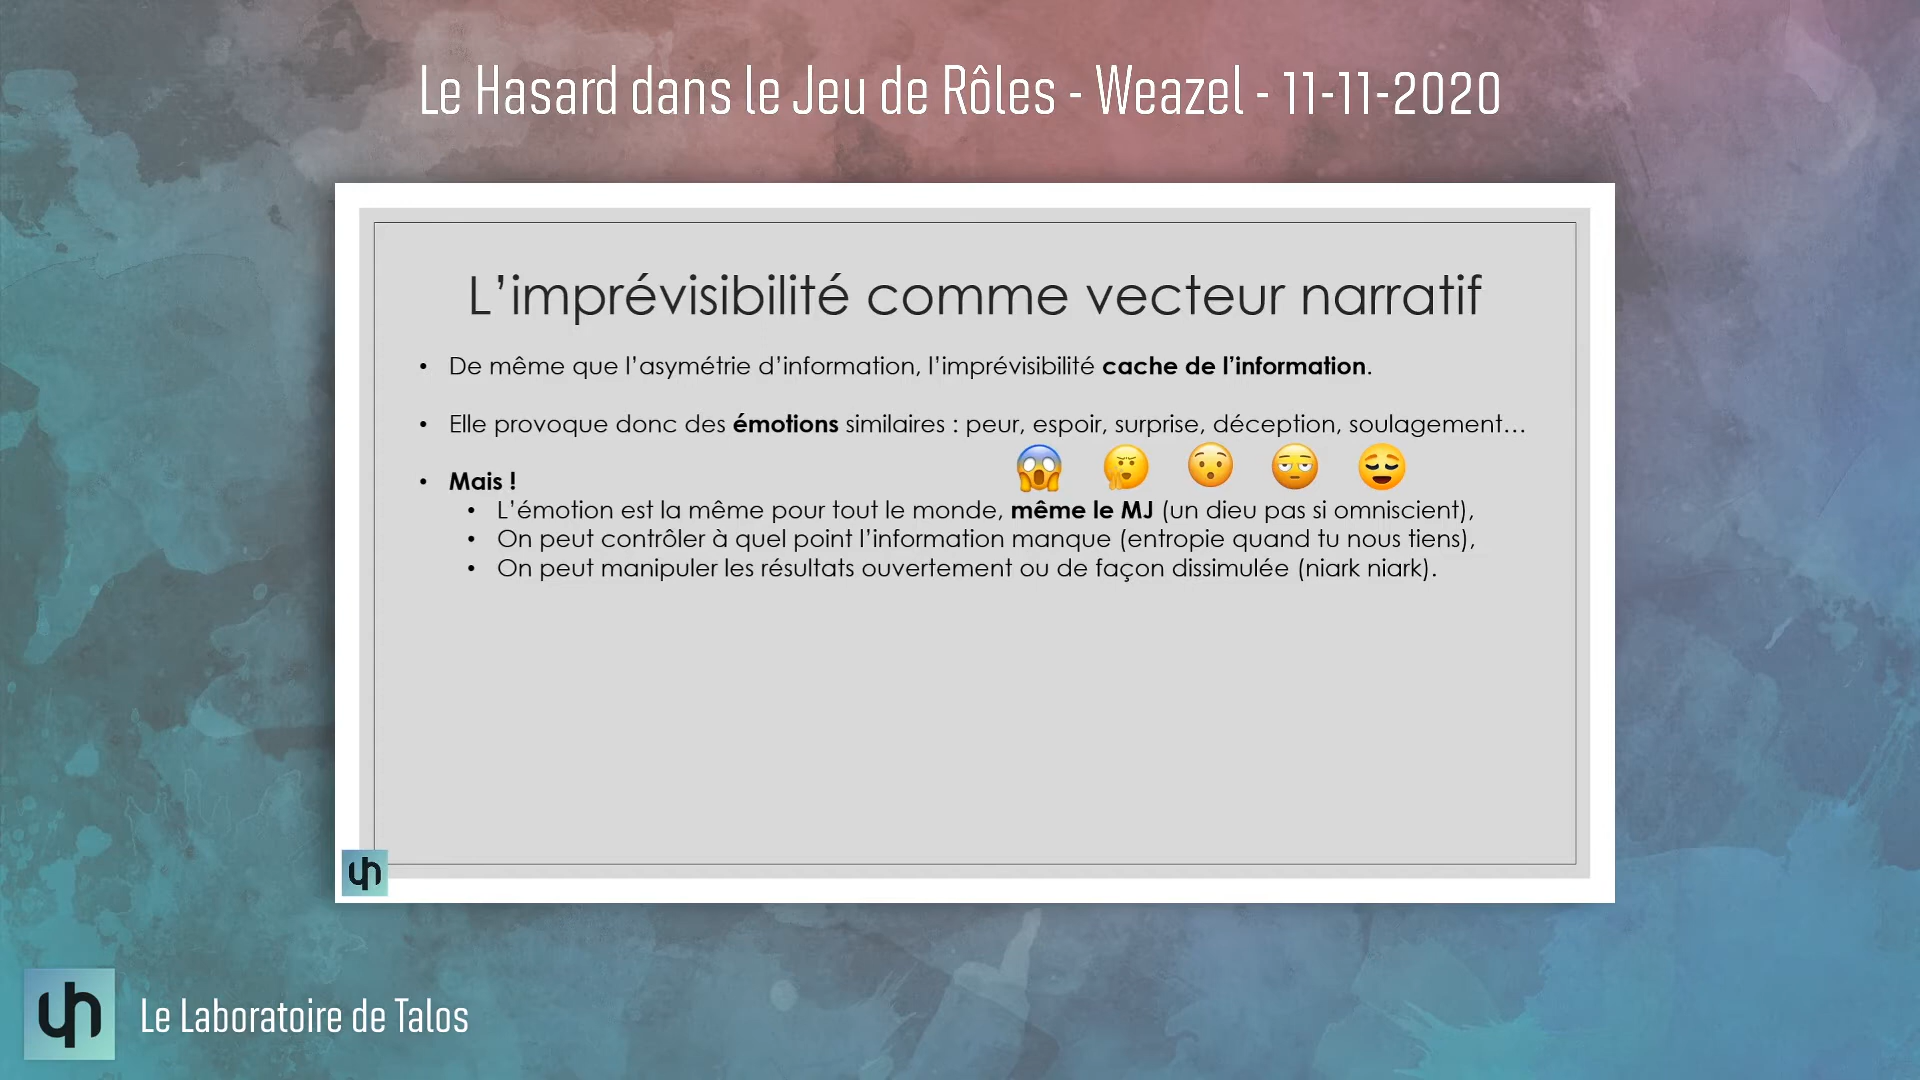 Le Hasard dans le Jeu de Rôles - Weazel - 11-11-2020
L’imprévisibilité comme vecteur narratif
• De même que l’asymétrie d’information, l’imprévisibilité cache de l’information.
• Elle provoque donc des émotions similaires : peur, espoir, surprise, déception, soulagement…
• Mais !
• L’émotion est la même pour tout le monde, même le MJ (un dieu pas si omniscient),
• On peut contrôler à quel point l’information manque (entropie quand tu nous tiens),
• On peut manipuler les résultats ouvertement ou de façon dissimulée (niark niark).
Le Laboratoire de Talos